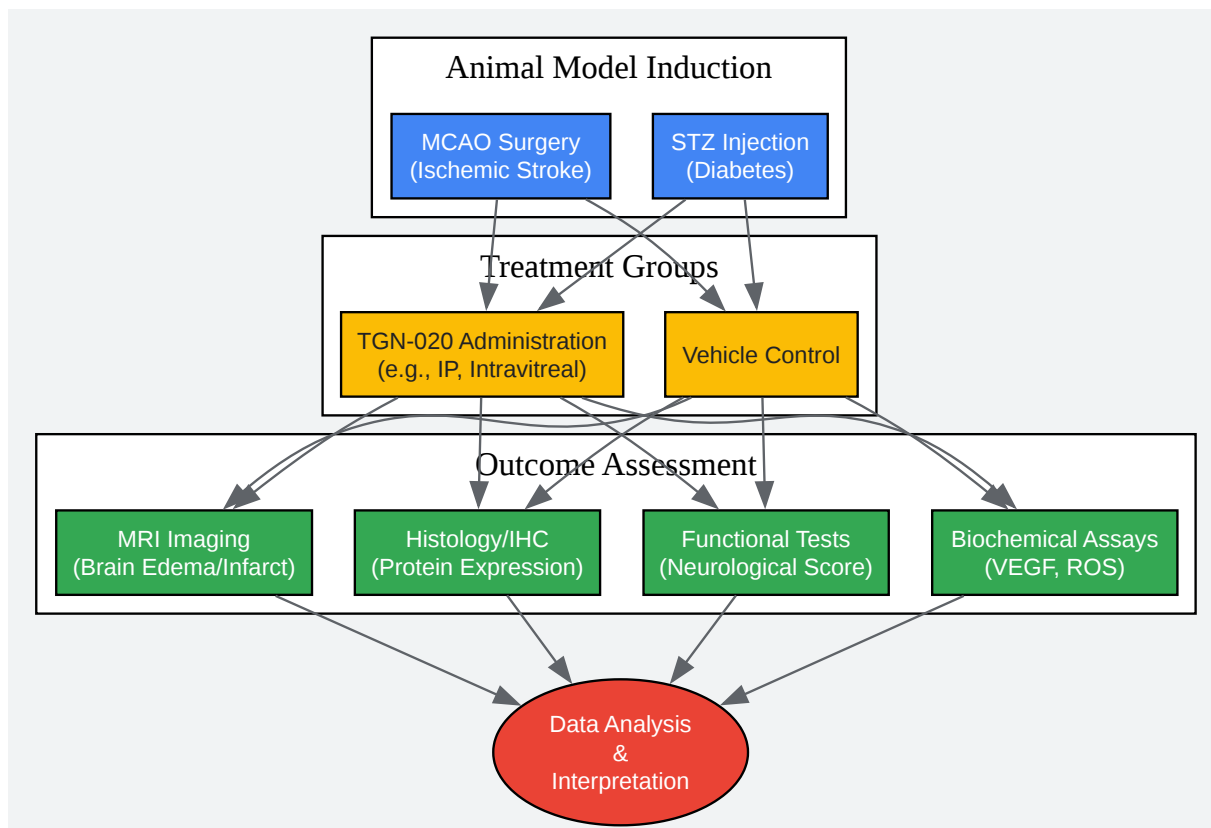 Animal Model Induction
MCAO Surgery
(Ischemic Stroke)
STZ Injection
(Diabetes)
Treatment Groups
TGN-020 Administration
(e.g., IP, Intravitreal)
Vehicle Control
Outcome Assessment
MRI Imaging
(Brain Edema/Infarct)
Histology/IHC
(Protein Expression)
Functional Tests
(Neurological Score)
Biochemical Assays
(VEGF, ROS)
Data Analysis
&
Interpretation